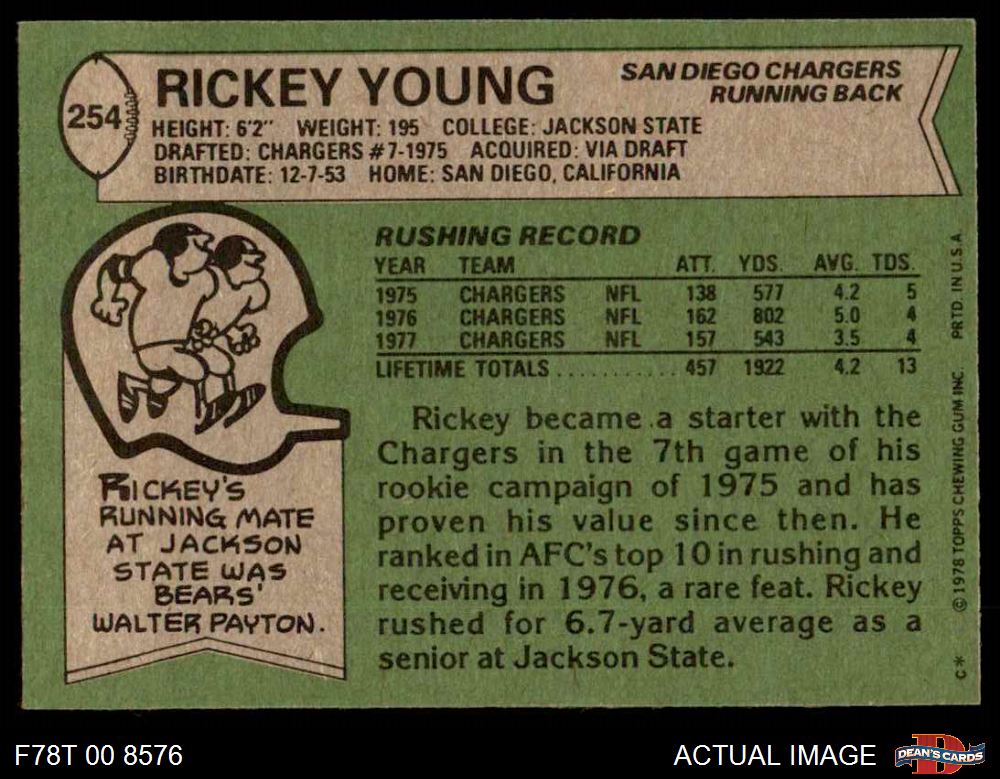 254
RICKEY YOUNG
SAN DIEGO CHARGERS
RUNNING BACK
HEIGHT: 6'2" WEIGHT: 195 COLLEGE: JACKSON STATE
DRAFTED: CHARGERS #7-1975 ACQUIRED: VIA DRAFT
BIRTHDATE: 12-7-53 HOME: SAN DIEGO, CALIFORNIA
RUSHING RECORD
YEAR TEAM ATT. YDS. AVG. TDS.
1975 CHARGERS NFL 138 577 4.2 5
1976 CHARGERS NFL 162 802 5.0 4
1977 CHARGERS NFL 157 543 3.5 4
LIFETIME TOTALS ........... 457 1922 4.2 13
Rickey became a starter with the
Chargers in the 7th game of his
rookie campaign of 1975 and has
proven his value since then. He
ranked in AFC's top 10 in rushing and
receiving in 1976, a rare feat. Rickey
rushed for 6.7-yard average as a
senior at Jackson State.
RICKEY'S
RUNNING MATE
AT JACKSON
STATE WAS
BEARS'
WALTER PAYTON.
C* © 1978 TOPPS CHEWING GUM INC. PRTD. IN U.S.A
F78T 00 8576
ACTUAL IMAGE
D
DEAN'S CARDS